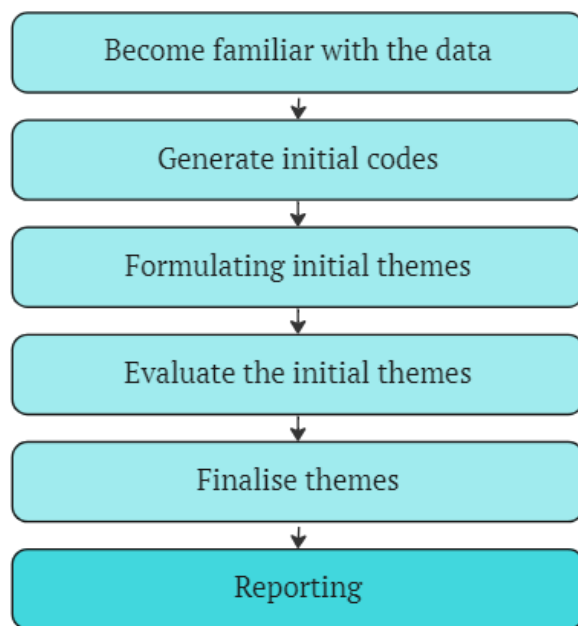 Become familiar with the data
Generate initial codes
Formulating initial themes
Evaluate the initial themes
Finalise themes
Reporting